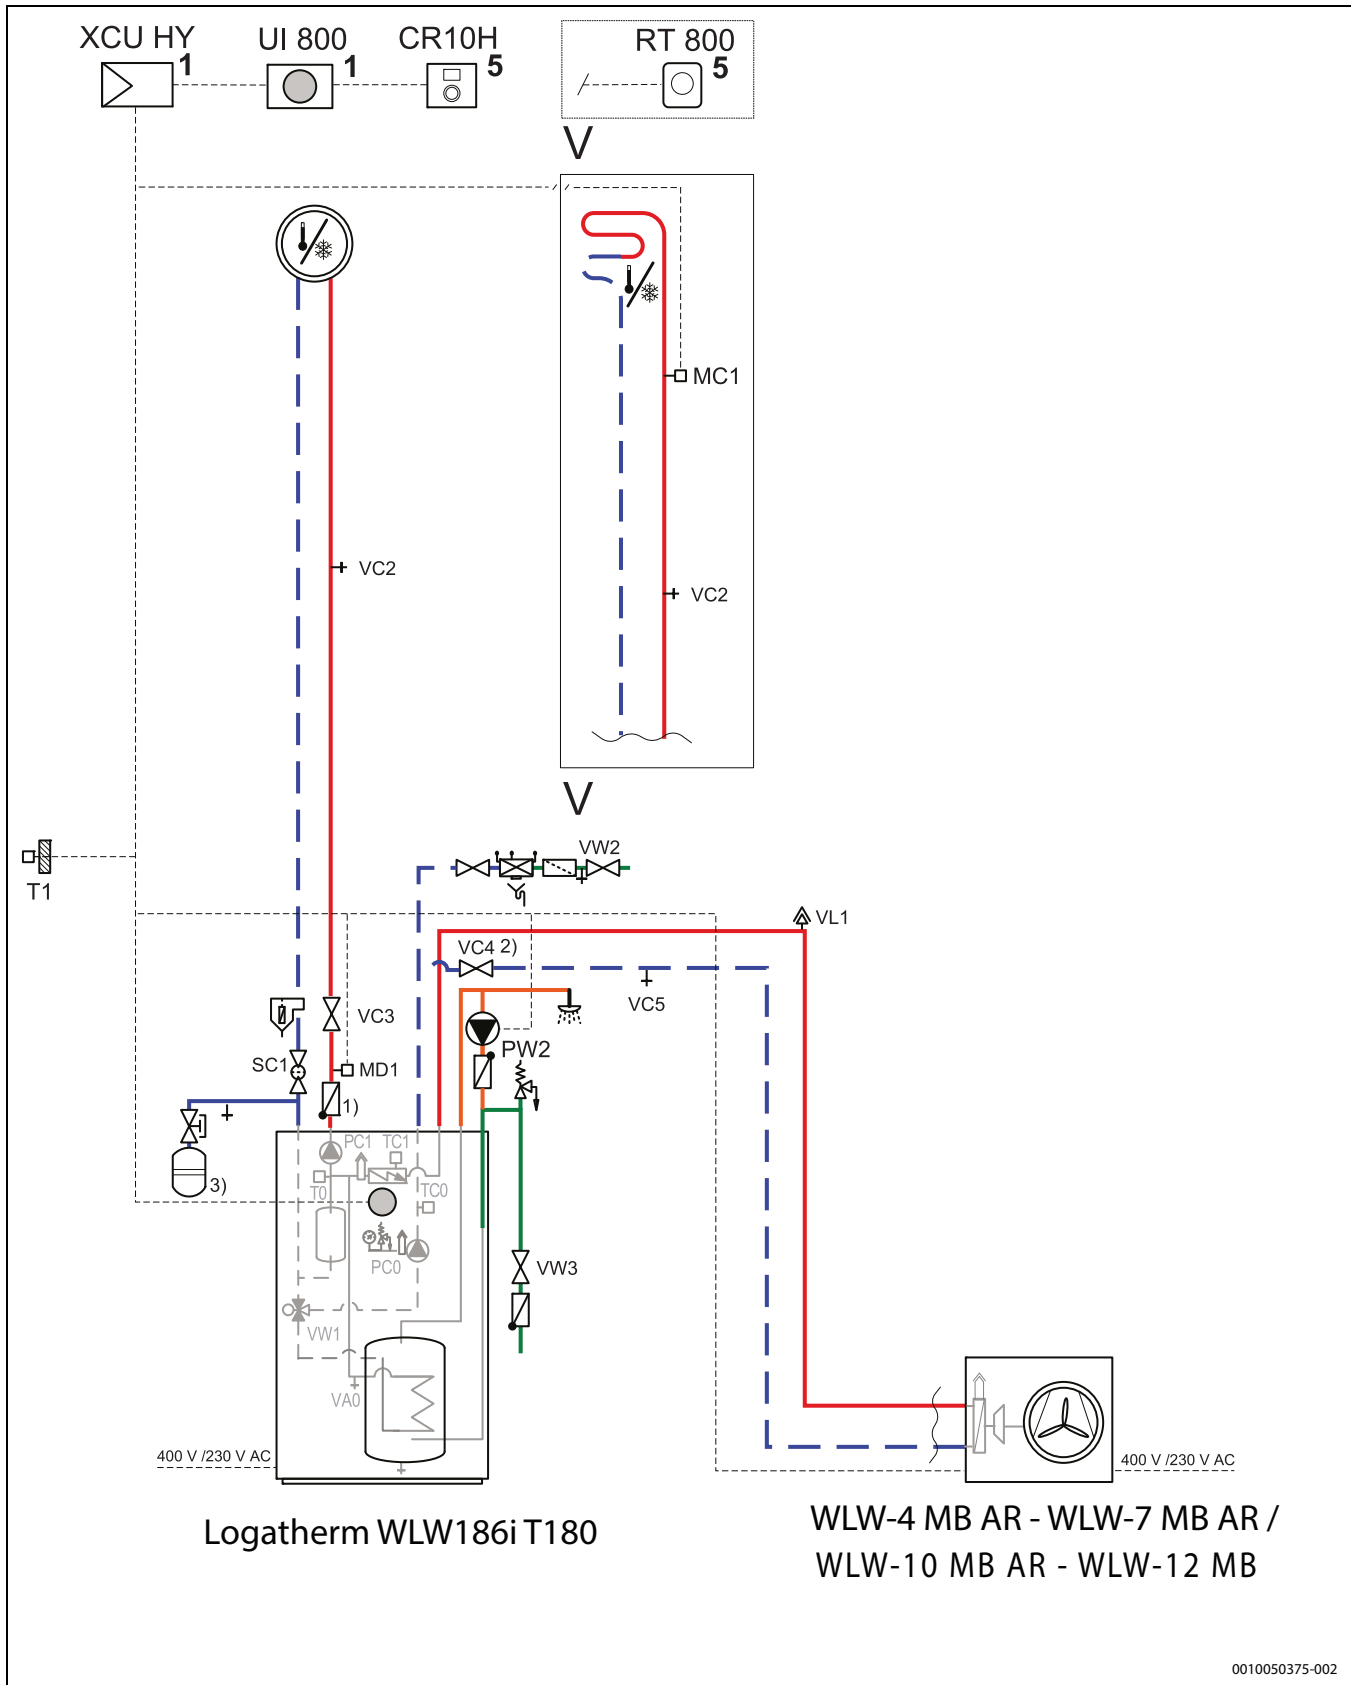 XCU HY
1
UI 800
1
CR10H
5
RT 800
5
V
MC1
VC2
VC2
V
VW2
T1
VL1
VC4 2)
VC5
VC3
PW2
SC1
MD1
1)
3)
PC1
TC1
T0
TC0
PC0
VW3
VW1
VA0
400 V /230 V AC
400 V /230 V AC
Logatherm WLW186i T180
WLW-4 MB AR - WLW-7 MB AR /
WLW-10 MB AR - WLW-12 MB
0010050375-002